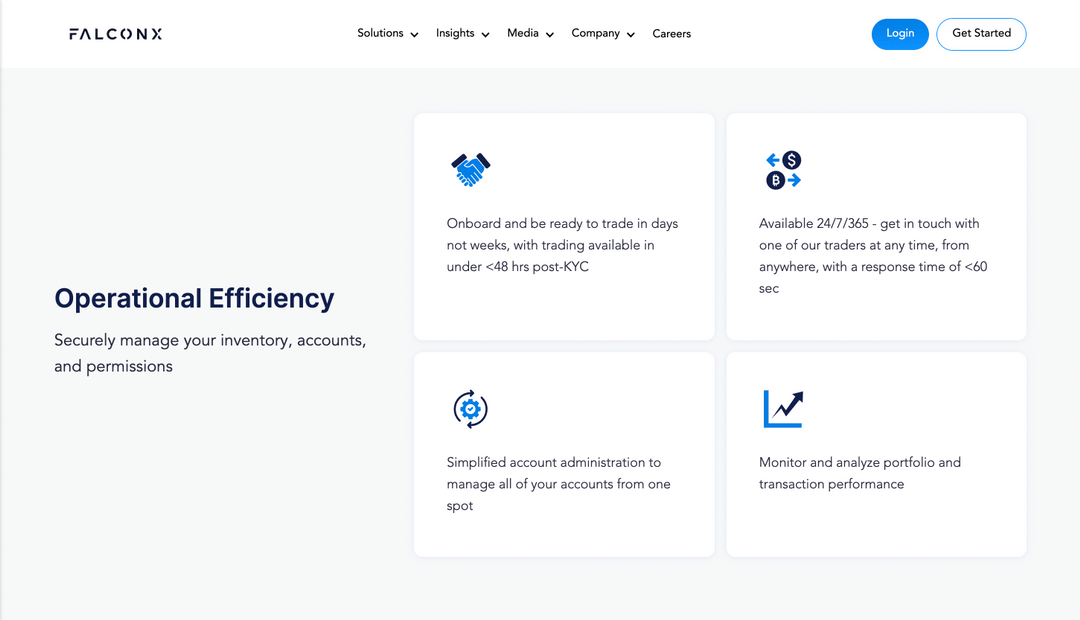 FALCONX
Solutions
Insights
Media
Company
Careers
Login
Get Started
Operational Efficiency
Securely manage your inventory, accounts,
and permissions
Onboard and be ready to trade in days
not weeks, with trading available in
under <48 hrs post-KYC
Available 24/7/365 - get in touch with
one of our traders at any time, from
anywhere, with a response time of <60
sec
Simplified account administration to
manage all of your accounts from one
spot
Monitor and analyze portfolio and
transaction performance